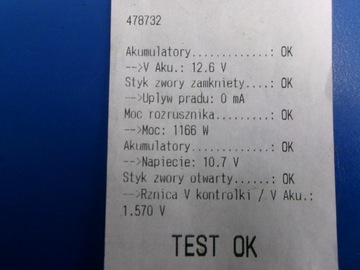 478732
Akumulatory.............: OK
-->V Aku.: 12.6 V
Styk zwory zamkniety....: OK
-->Uplyw pradu: 0 mA
Moc rozrusznika.........: OK
-->Moc: 1166 W
Akumulatory.............: OK
-->Napiecie: 10.7 V
Styk zwory otwarty......: OK
-->Rznica V kontrolki / V Aku.:
1.570 V
TEST OK